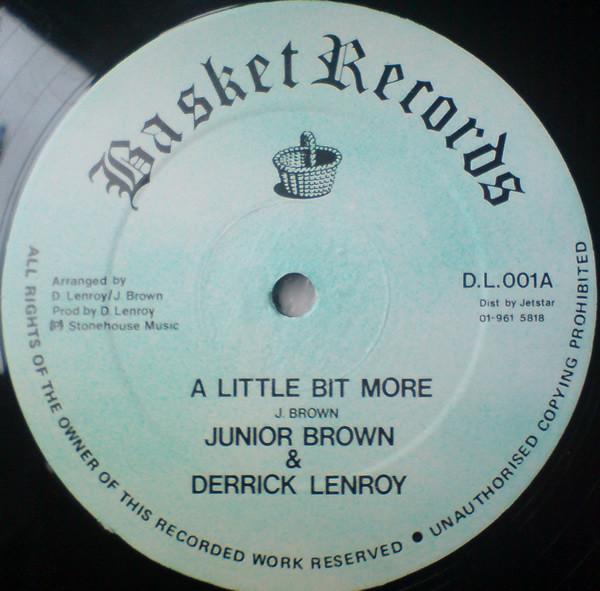 Basket Records
Arranged by
D. Lenroy/J. Brown
Prod by D. Lenroy
Ⓟ Stonehouse Music
D.L.001A
Dist by Jetstar
01-961 5818
A LITTLE BIT MORE
J. BROWN
JUNIOR BROWN
&
DERRICK LENROY
ALL RIGHTS OF THE OWNER OF THIS RECORDED WORK RESERVED ● UNAUTHORISED COPYING PROHIBITED